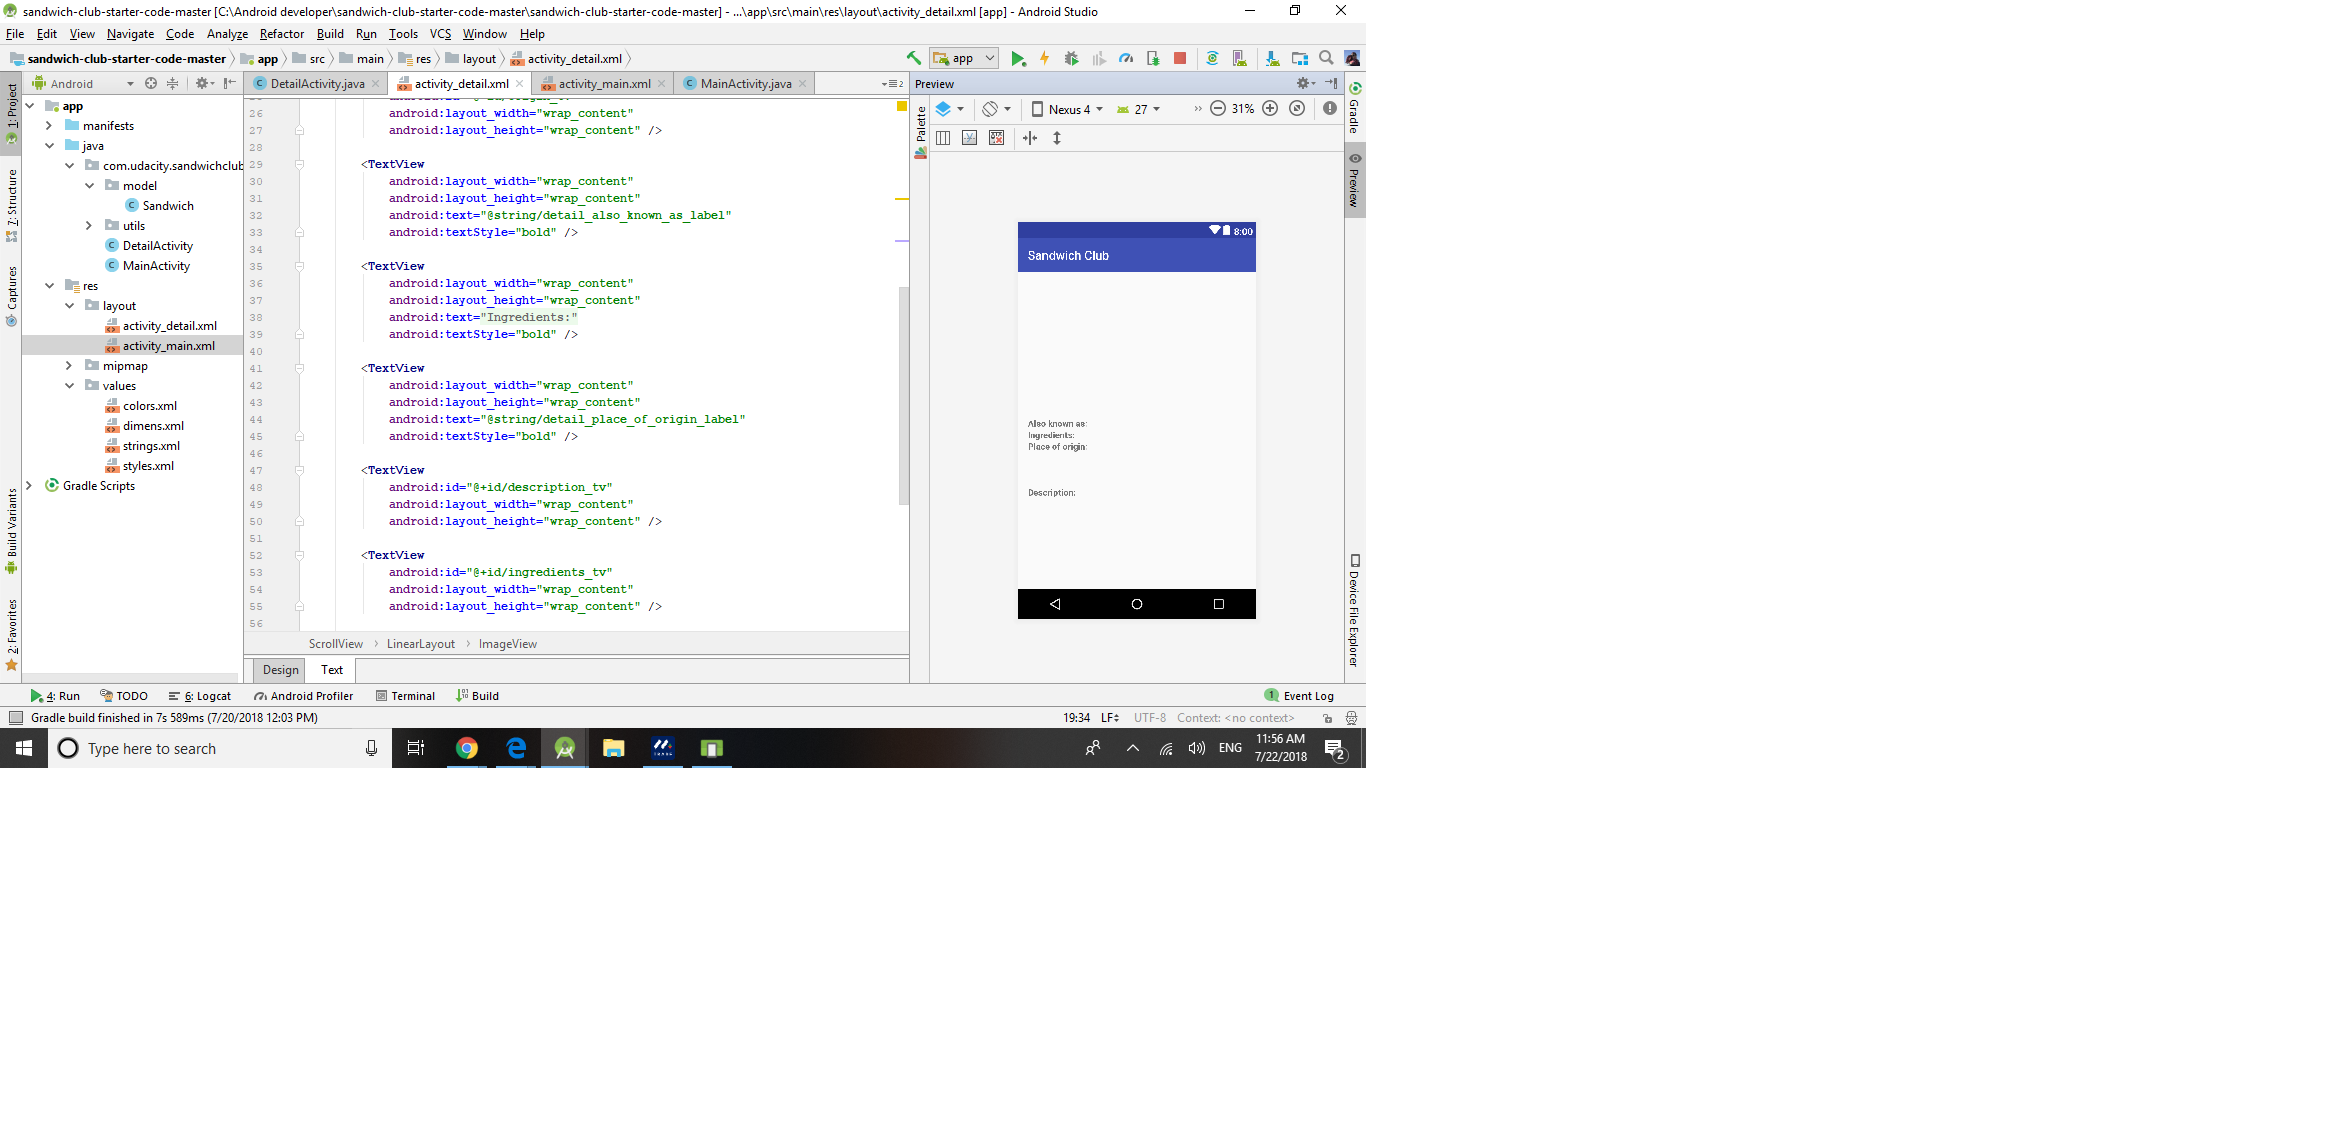 sandwich-club-starter-code-master [C:\Android developer\sandwich-club-starter-code-master\sandwich-club-starter-code-master] - ...\app\src\main\res\layout\activity_detail.xml [app] - Android Studio
File Edit View Navigate Code Analyze Refactor Build Run Tools VCS Window Help
sandwich-club-starter-code-master app src main res layout activity_detail.xml app
Android DetailActivity.java activity_detail.xml activity_main.xml MainActivity.java 2 Preview
1: Project
7: Structure
Captures
Build Variants
2: Favorites
app
manifests
java
com.udacity.sandwichclub
model
Sandwich
utils
DetailActivity
MainActivity
res
layout
activity_detail.xml
activity_main.xml
mipmap
values
colors.xml
dimens.xml
strings.xml
styles.xml
Gradle Scripts
26 android:layout_width="wrap_content"
27 android:layout_height="wrap_content" />
28
29 <TextView
30 android:layout_width="wrap_content"
31 android:layout_height="wrap_content"
32 android:text="@string/detail_also_known_as_label"
33 android:textStyle="bold" />
34
35 <TextView
36 android:layout_width="wrap_content"
37 android:layout_height="wrap_content"
38 android:text="Ingredients:"
39 android:textStyle="bold" />
40
41 <TextView
42 android:layout_width="wrap_content"
43 android:layout_height="wrap_content"
44 android:text="@string/detail_place_of_origin_label"
45 android:textStyle="bold" />
46
47 <TextView
48 android:id="@+id/description_tv"
49 android:layout_width="wrap_content"
50 android:layout_height="wrap_content" />
51
52 <TextView
53 android:id="@+id/ingredients_tv"
54 android:layout_width="wrap_content"
55 android:layout_height="wrap_content" />
56
ScrollView LinearLayout ImageView
Design Text
Palette
Nexus 4 27 31%
8:00
Sandwich Club
Also known as:
Ingredients:
Place of origin:
Description:
Gradle
Preview
Device File Explorer
4: Run TODO 6: Logcat Android Profiler Terminal Build 1 Event Log
Gradle build finished in 7s 589ms (7/20/2018 12:03 PM) 19:34 LF UTF-8 Context: <no context>
Type here to search ENG 11:56 AM
7/22/2018 2